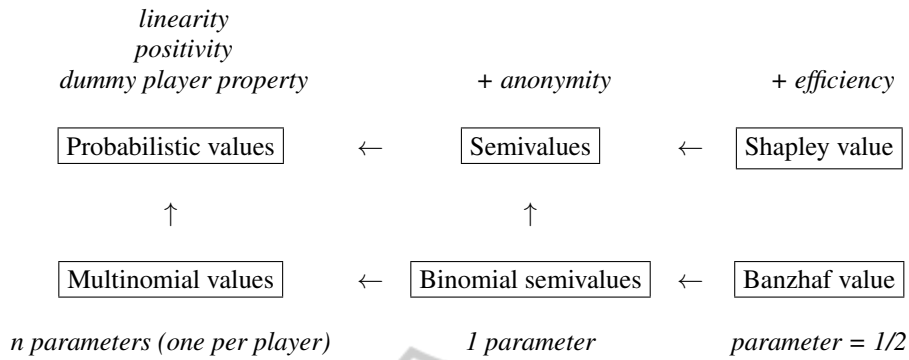 linearity
positivity
dummy player property + anonymity + efficiency
Probabilistic values ← Semivalues ← Shapley value
↑ ↑
Multinomial values ← Binomial semivalues ← Banzhaf value
n parameters (one per player) 1 parameter parameter = 1/2